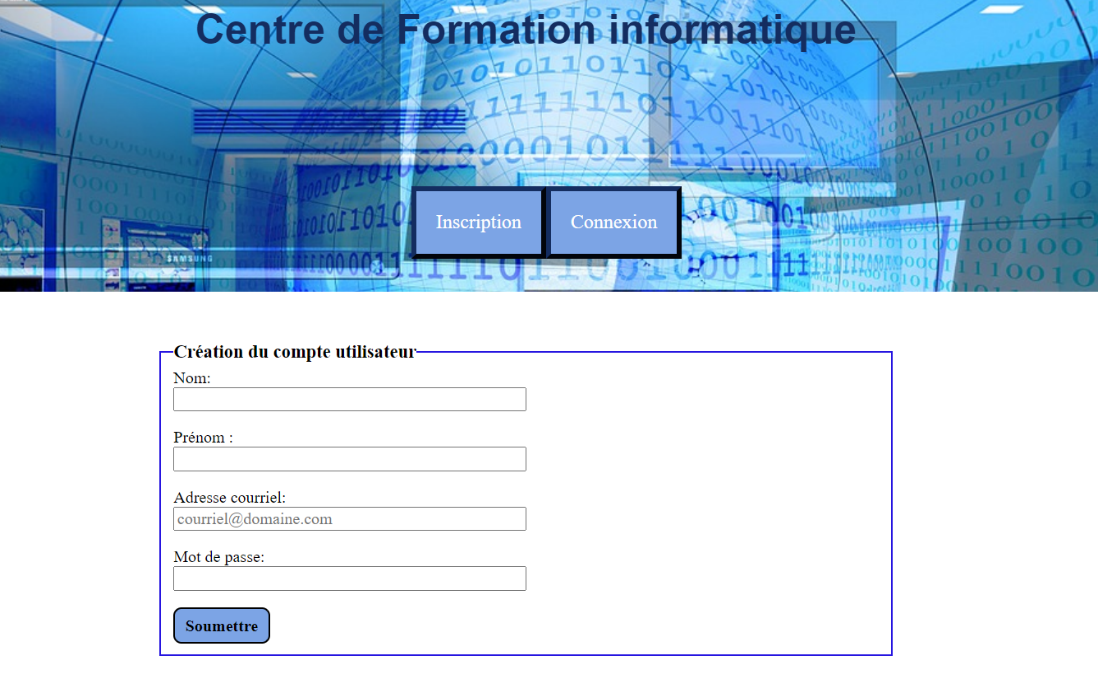 Centre de Formation informatique
SAMSUNG
Inscription Connexion
Création du compte utilisateur
Nom:
Prénom :
Adresse courriel:
courriel@domaine.com
Mot de passe:
Soumettre